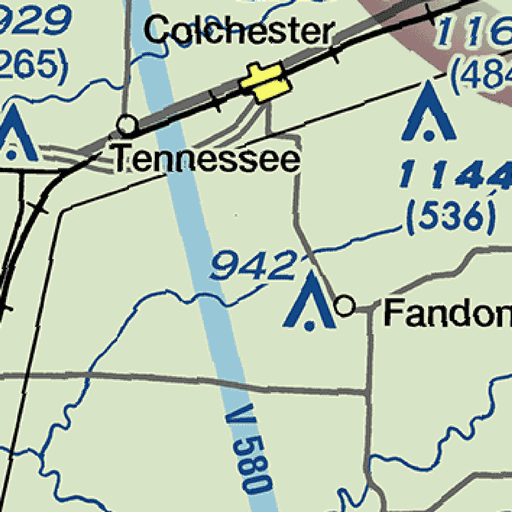 929
265)
Colchester
116
(484
Tennessee
1144
(536)
942
Fandon
V 580